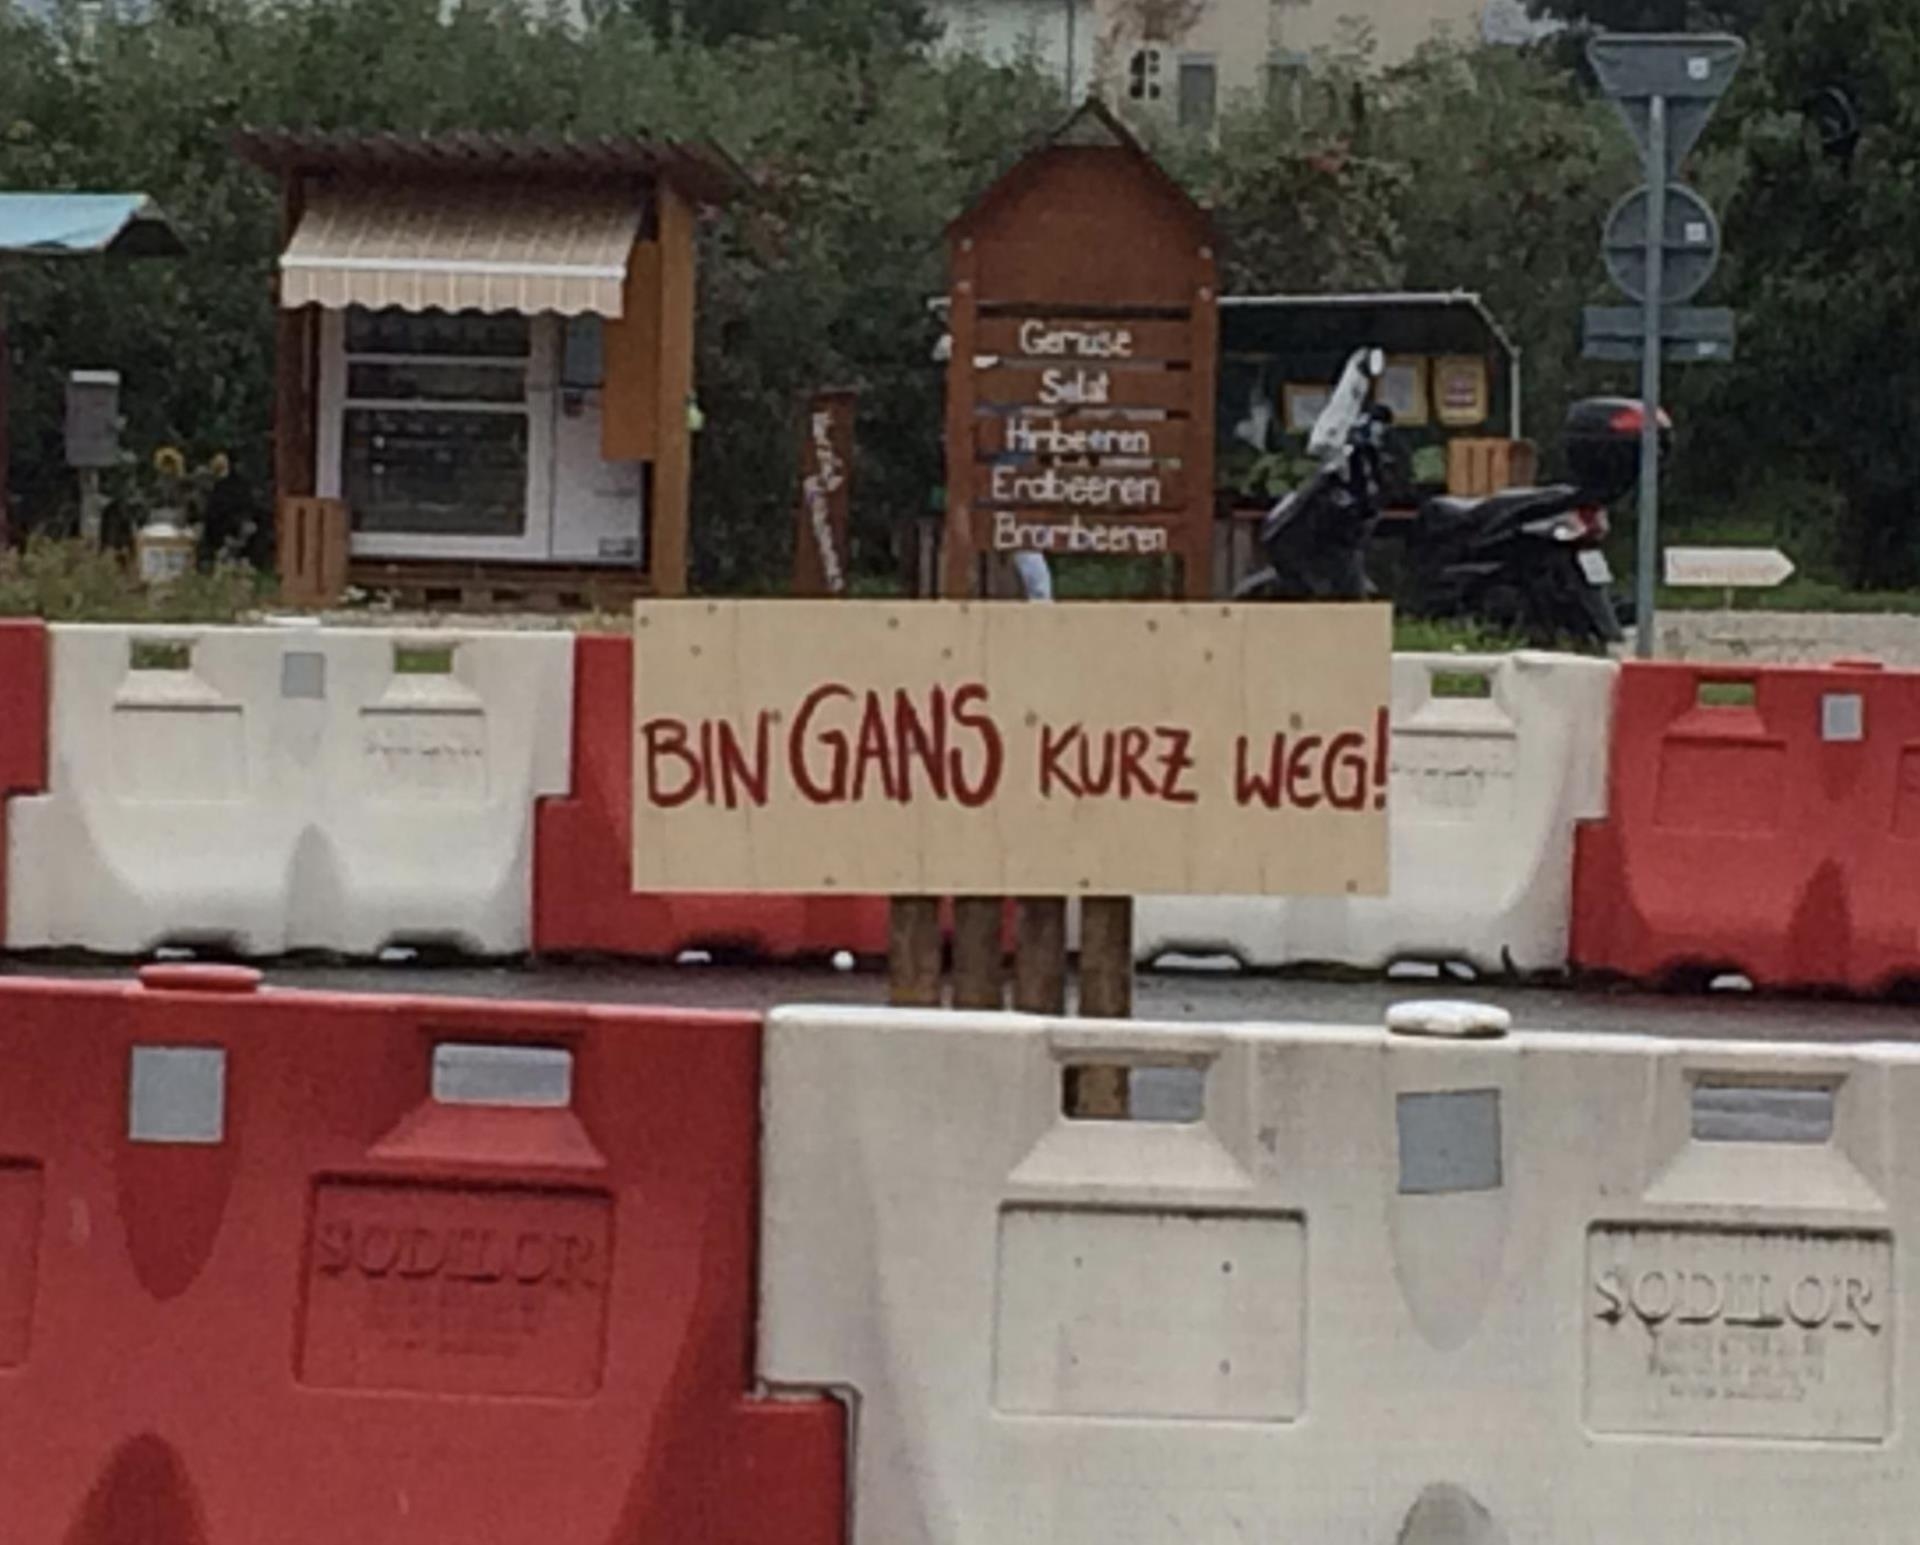 Gemüse
Salat
Himbeeren
Erdbeeren
Brombeeren
BIN GANS KURZ WEG!
SODILOR
SODILOR